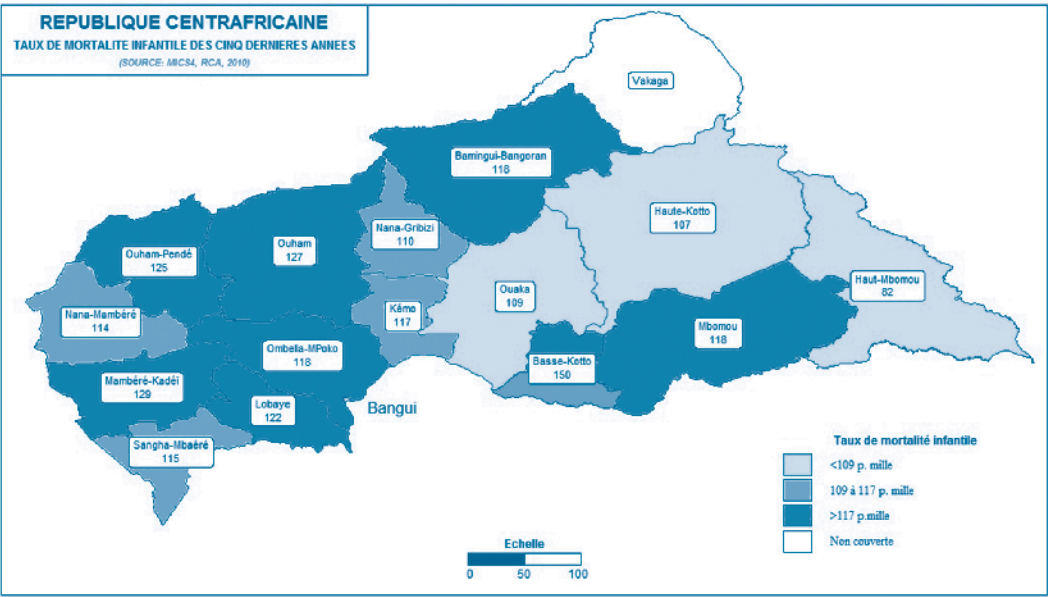 REPUBLIQUE CENTRAFRICAINE
TAUX DE MORTALITE INFANTILE DES CINQ DERNIERES ANNEES
(SOURCE: MICS4, RCA, 2010)
Vakaga
Bamingui-Bangoran
118
Haute-Kotto
107
Nana-Gribizi
110
Ouham
127
Ouham-Pendé
125
Haut-Mbomou
82
Ouaka
109
Kémo
117
Nana-Mambéré
114
Mbomou
118
Ombella-MPoko
118
Basse-Kotto
150
Mambéré-Kadéï
129
Lobaye
122
Bangui
Sangha-Mbaéré
115
Taux de mortalité infantile
<109 p. mille
109 à 117 p. mille
>117 p.mille
Non couverte
Echelle
0 50 100